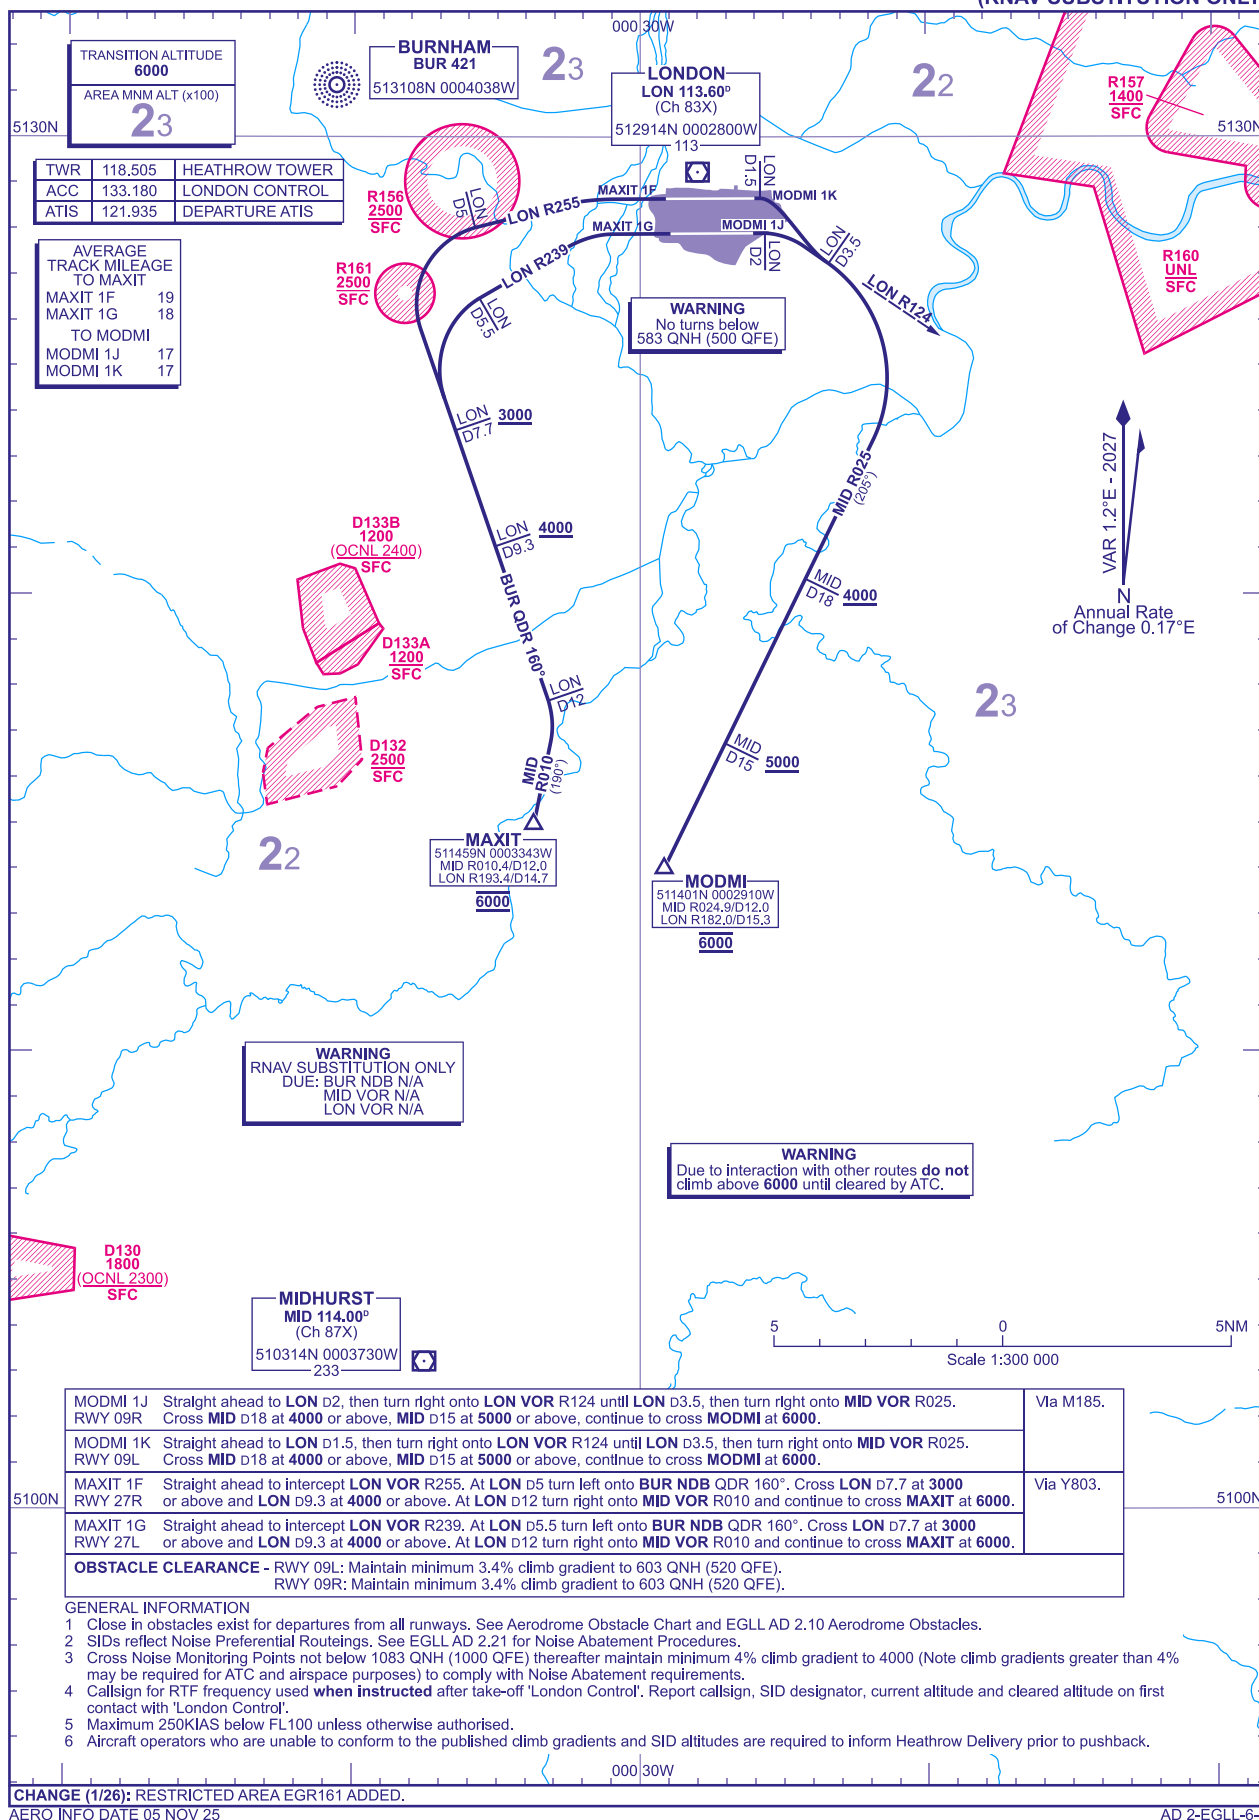 (RNAV SUBSTITUTION ONLY
TRANSITION ALTITUDE
6000
AREA MNM ALT (x100)
23
BURNHAM
BUR 421
513108N 0004038W
23
000 30W
LONDON
LON 113.60ᴰ
(Ch 83X)
512914N 0002800W
113
22
R157
1400
SFC
5130N
5130N
TWR 118.505 HEATHROW TOWER
ACC 133.180 LONDON CONTROL
ATIS 121.935 DEPARTURE ATIS
R156
2500
SFC
LON
D5
LON R255
MAXIT 1F
LON
D1.5
MODMI 1K
MAXIT 1G
MODMI 1J
LON
D2
LON
D3.5
LON R239
LON
D5.5
LON R124
R161
2500
SFC
R160
UNL
SFC
AVERAGE
TRACK MILEAGE
TO MAXIT
MAXIT 1F 19
MAXIT 1G 18
TO MODMI
MODMI 1J 17
MODMI 1K 17
WARNING
No turns below
583 QNH (500 QFE)
LON
D7.7
3000
MID R025
(205°)
VAR 1.2°E - 2027
N
Annual Rate
of Change 0.17°E
D133B
1200
(OCNL 2400)
SFC
LON
D9.3
4000
BUR QDR 160°
MID
D18
4000
D133A
1200
SFC
LON
D12
23
D132
2500
SFC
MID
R010
(190°)
MID
D15
5000
22
MAXIT
511459N 0003343W
MID R010.4/D12.0
LON R193.4/D14.7
6000
MODMI
511401N 0002910W
MID R024.9/D12.0
LON R182.0/D15.3
6000
WARNING
RNAV SUBSTITUTION ONLY
DUE: BUR NDB N/A
MID VOR N/A
LON VOR N/A
WARNING
Due to interaction with other routes do not
climb above 6000 until cleared by ATC.
D130
1800
(OCNL 2300)
SFC
MIDHURST
MID 114.00ᴰ
(Ch 87X)
510314N 0003730W
233
5 0 5NM
Scale 1:300 000
MODMI 1J Straight ahead to LON D2, then turn right onto LON VOR R124 until LON D3.5, then turn right onto MID VOR R025. Via M185.
RWY 09R Cross MID D18 at 4000 or above, MID D15 at 5000 or above, continue to cross MODMI at 6000.
MODMI 1K Straight ahead to LON D1.5, then turn right onto LON VOR R124 until LON D3.5, then turn right onto MID VOR R025.
RWY 09L Cross MID D18 at 4000 or above, MID D15 at 5000 or above, continue to cross MODMI at 6000.
MAXIT 1F Straight ahead to intercept LON VOR R255. At LON D5 turn left onto BUR NDB QDR 160°. Cross LON D7.7 at 3000 Via Y803.
RWY 27R or above and LON D9.3 at 4000 or above. At LON D12 turn right onto MID VOR R010 and continue to cross MAXIT at 6000.
5100N
5100N
MAXIT 1G Straight ahead to intercept LON VOR R239. At LON D5.5 turn left onto BUR NDB QDR 160°. Cross LON D7.7 at 3000
RWY 27L or above and LON D9.3 at 4000 or above. At LON D12 turn right onto MID VOR R010 and continue to cross MAXIT at 6000.
OBSTACLE CLEARANCE - RWY 09L: Maintain minimum 3.4% climb gradient to 603 QNH (520 QFE).
RWY 09R: Maintain minimum 3.4% climb gradient to 603 QNH (520 QFE).
GENERAL INFORMATION
1 Close in obstacles exist for departures from all runways. See Aerodrome Obstacle Chart and EGLL AD 2.10 Aerodrome Obstacles.
2 SIDs reflect Noise Preferential Routeings. See EGLL AD 2.21 for Noise Abatement Procedures.
3 Cross Noise Monitoring Points not below 1083 QNH (1000 QFE) thereafter maintain minimum 4% climb gradient to 4000 (Note climb gradients greater than 4%
may be required for ATC and airspace purposes) to comply with Noise Abatement requirements.
4 Callsign for RTF frequency used when instructed after take-off 'London Control'. Report callsign, SID designator, current altitude and cleared altitude on first
contact with 'London Control'.
5 Maximum 250KIAS below FL100 unless otherwise authorised.
6 Aircraft operators who are unable to conform to the published climb gradients and SID altitudes are required to inform Heathrow Delivery prior to pushback.
000 30W
CHANGE (1/26): RESTRICTED AREA EGR161 ADDED.
AERO INFO DATE 05 NOV 25
AD 2-EGLL-6-